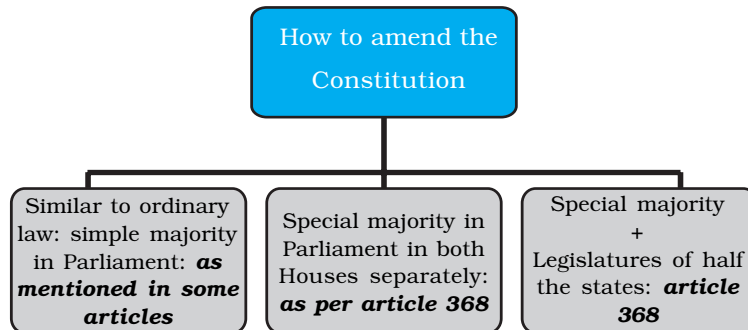 How to amend the
Constitution
Similar to ordinary
law: simple majority
in Parliament: as
mentioned in some
articles
Special majority in
Parliament in both
Houses separately:
as per article 368
Special majority
+
Legislatures of half
the states: article
368